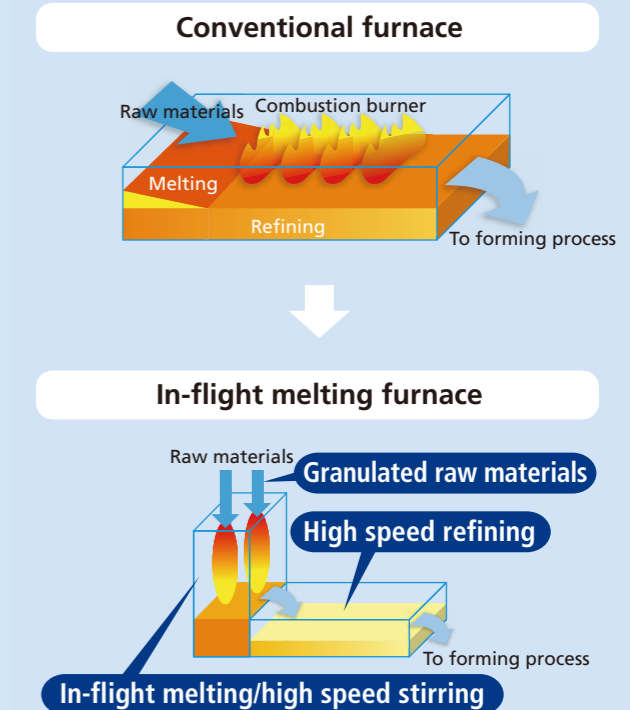 Conventional furnace
Raw materials
Combustion burner
Melting
Refining
To forming process
In-flight melting furnace
Raw materials
Granulated raw materials
High speed refining
To forming process
In-flight melting/high speed stirring